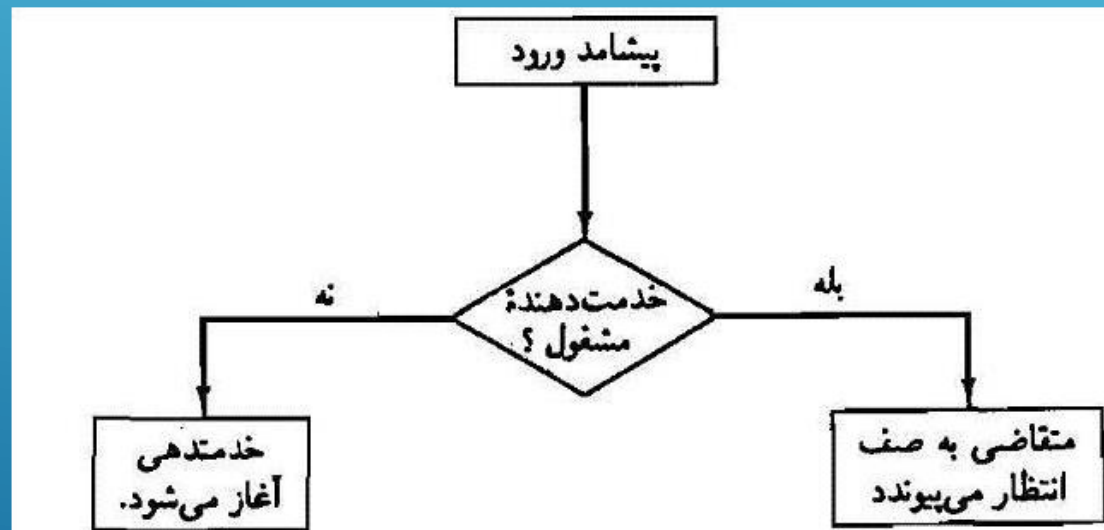 پیشامد ورود
خدمت‌دهندهٔ
مشغول ؟
بله
نه
متقاضی به صف
انتظار می‌پیوندد
خدمتدهی
آغاز می‌شود.